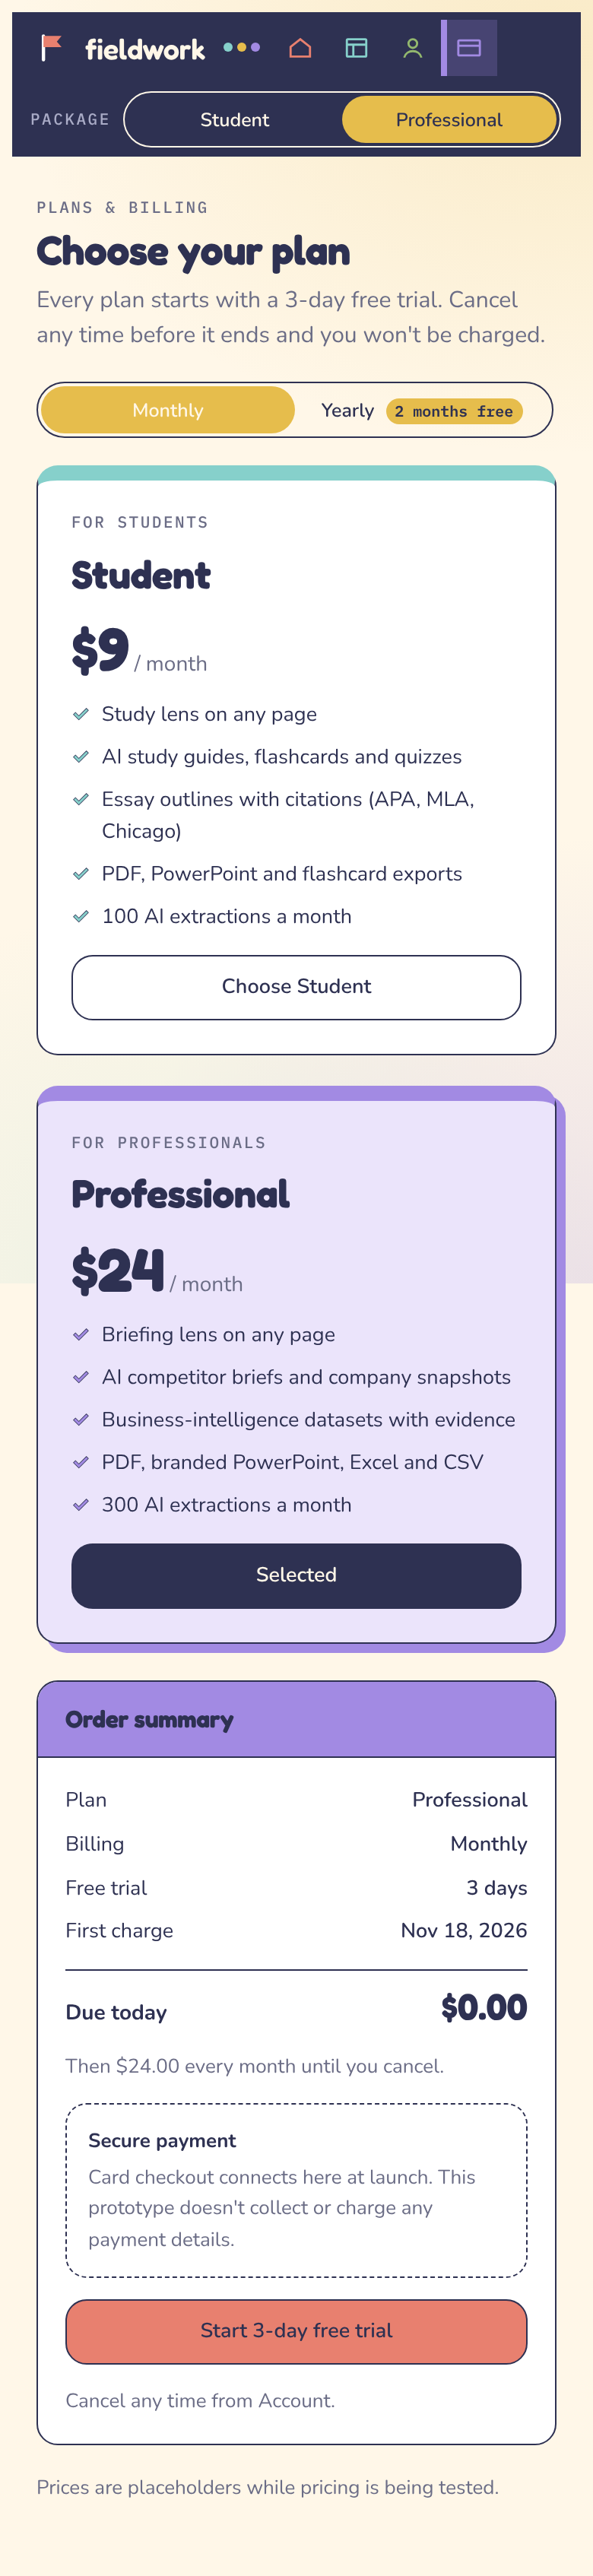 fieldwork
PACKAGE
Student
Professional
PLANS & BILLING
Choose your plan
Every plan starts with a 3-day free trial. Cancel
any time before it ends and you won't be charged.
Monthly
Yearly 2 months free
FOR STUDENTS
Student
$9 / month
Study lens on any page
AI study guides, flashcards and quizzes
Essay outlines with citations (APA, MLA,
Chicago)
PDF, PowerPoint and flashcard exports
100 AI extractions a month
Choose Student
FOR PROFESSIONALS
Professional
$24 / month
Briefing lens on any page
AI competitor briefs and company snapshots
Business-intelligence datasets with evidence
PDF, branded PowerPoint, Excel and CSV
300 AI extractions a month
Selected
Order summary
Plan Professional
Billing Monthly
Free trial 3 days
First charge Nov 18, 2026
Due today $0.00
Then $24.00 every month until you cancel.
Secure payment
Card checkout connects here at launch. This
prototype doesn't collect or charge any
payment details.
Start 3-day free trial
Cancel any time from Account.
Prices are placeholders while pricing is being tested.